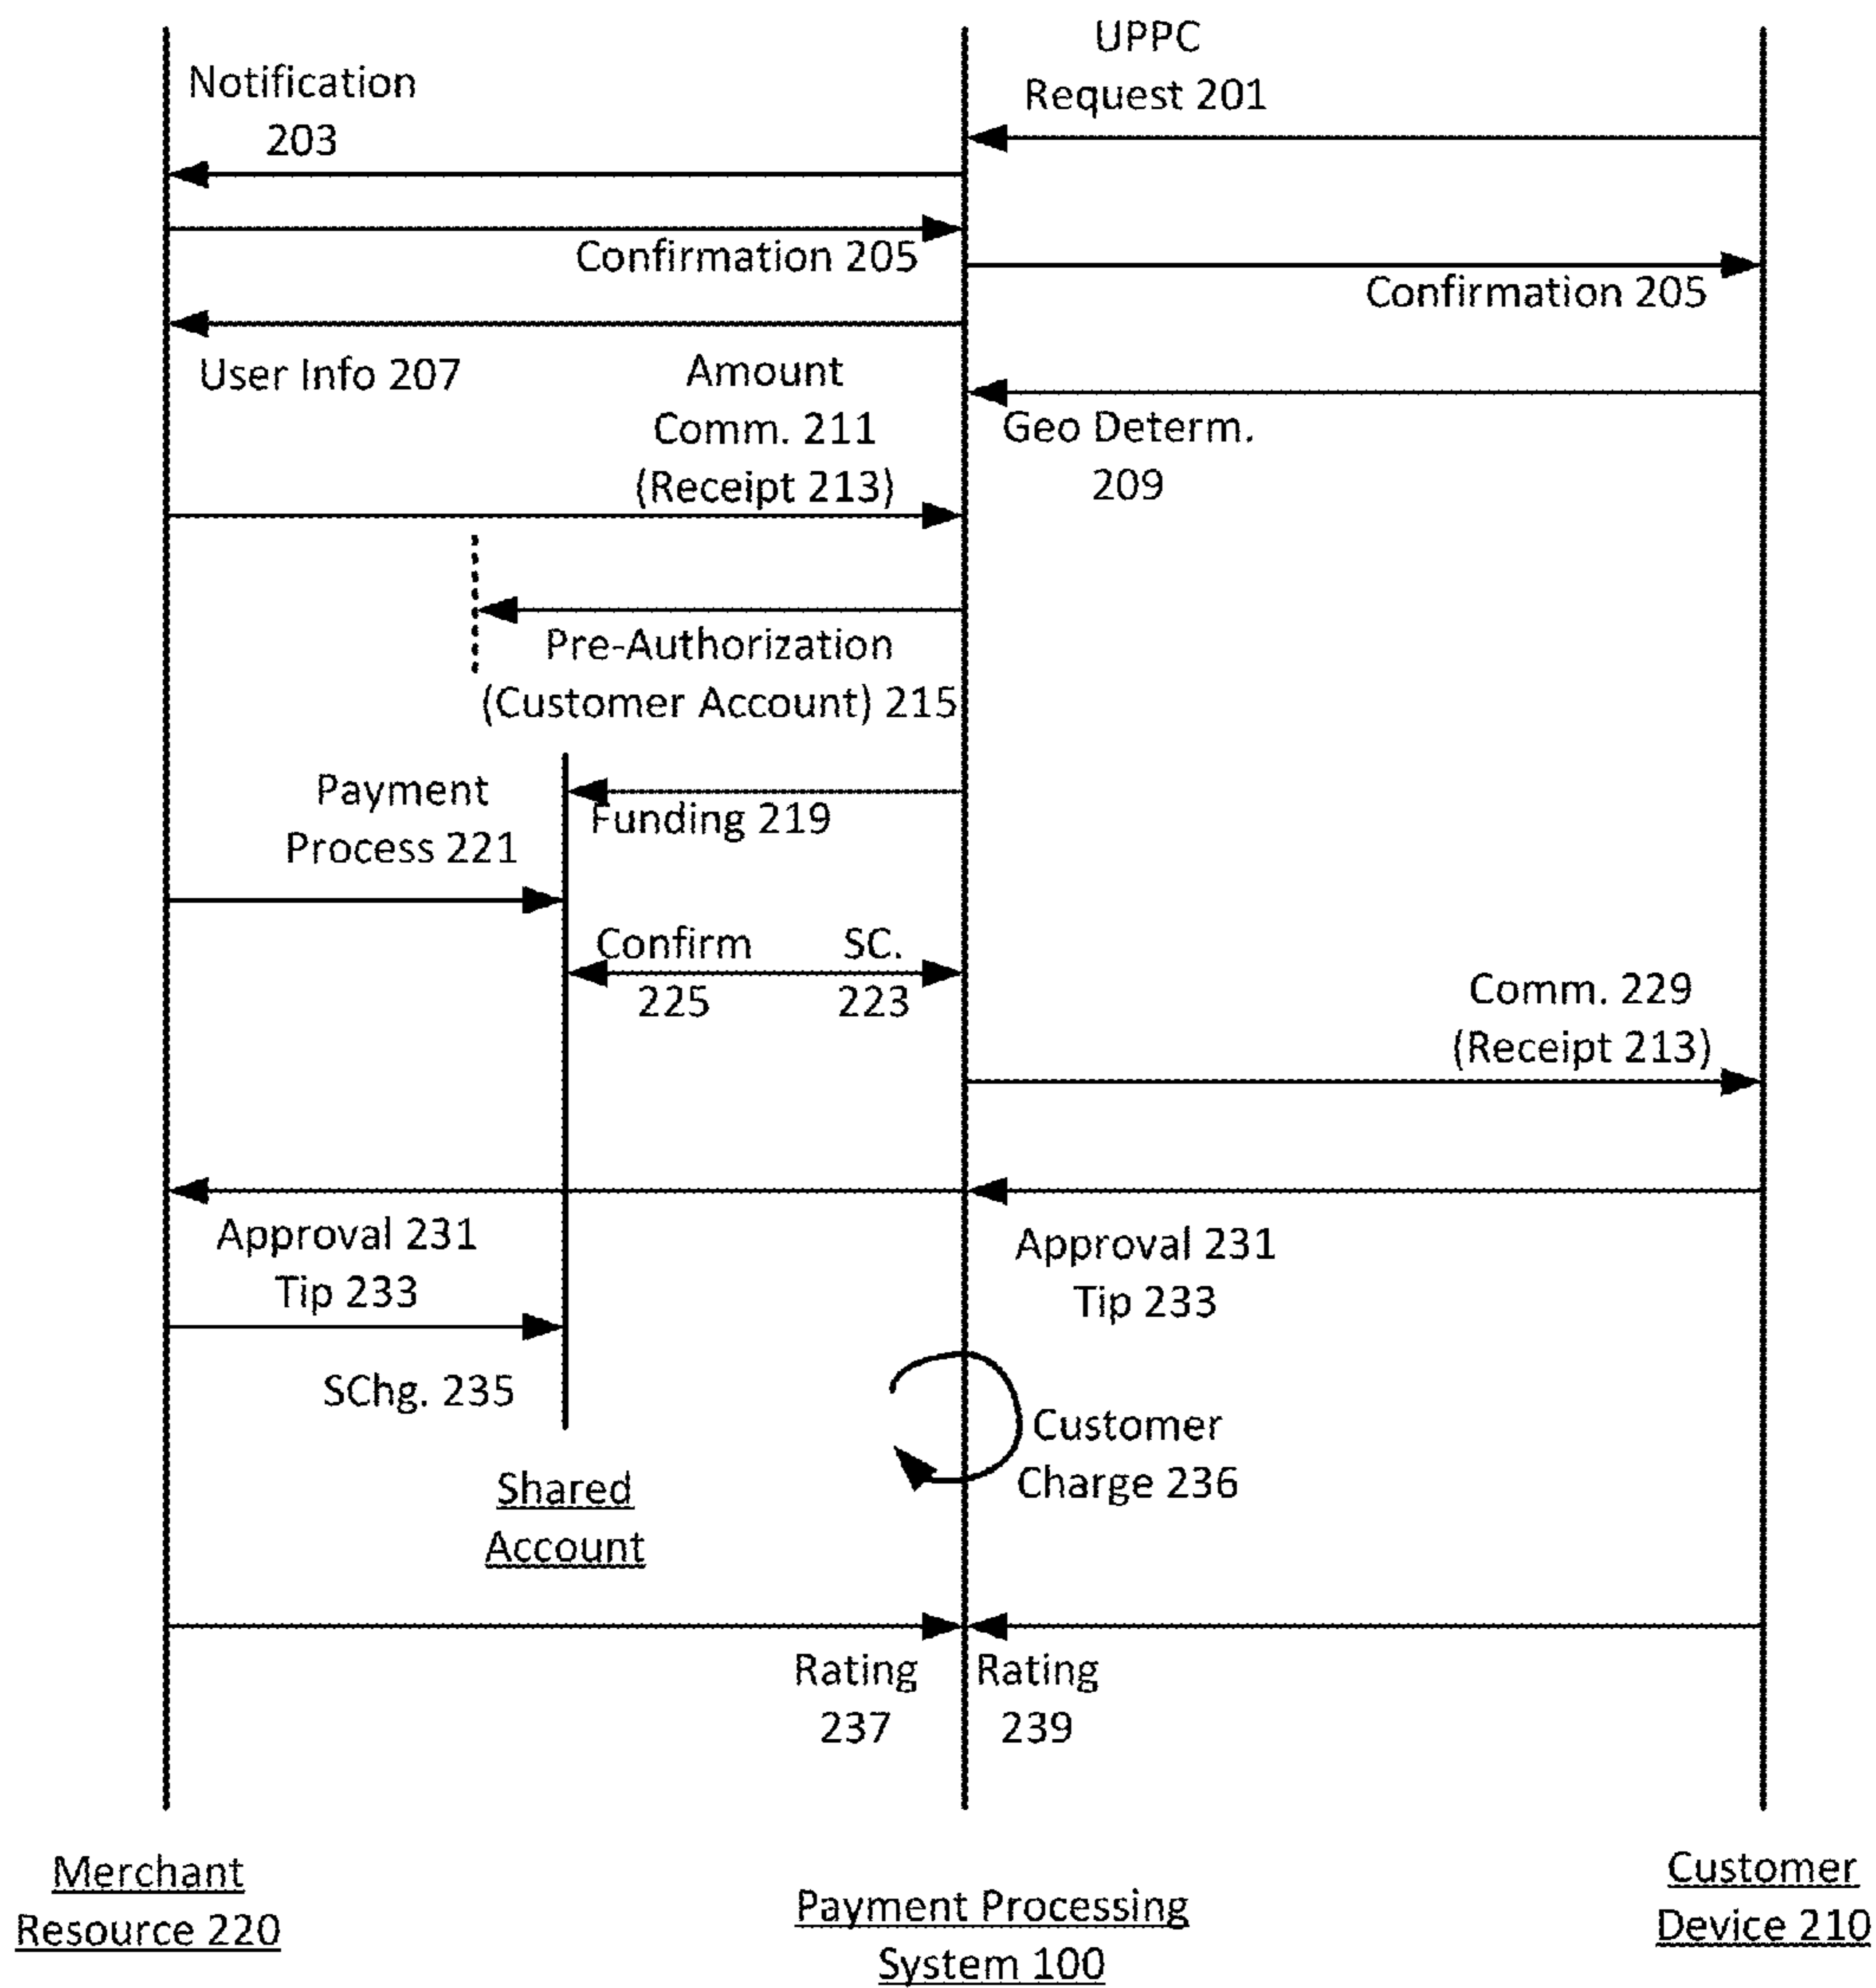 UPPC
Request 201
Notification
203
Confirmation 205
Confirmation 205
User Info 207
Amount
Comm. 211
(Receipt 213)
Geo Determ.
209
Pre-Authorization
(Customer Account) 215
Payment
Process 221
Funding 219
Confirm
225
SC.
223
Comm. 229
(Receipt 213)
Approval 231
Tip 233
Approval 231
Tip 233
SChg. 235
Customer
Charge 236
Shared
Account
Rating
237
Rating
239
Merchant
Resource 220
Payment Processing
System 100
Customer
Device 210